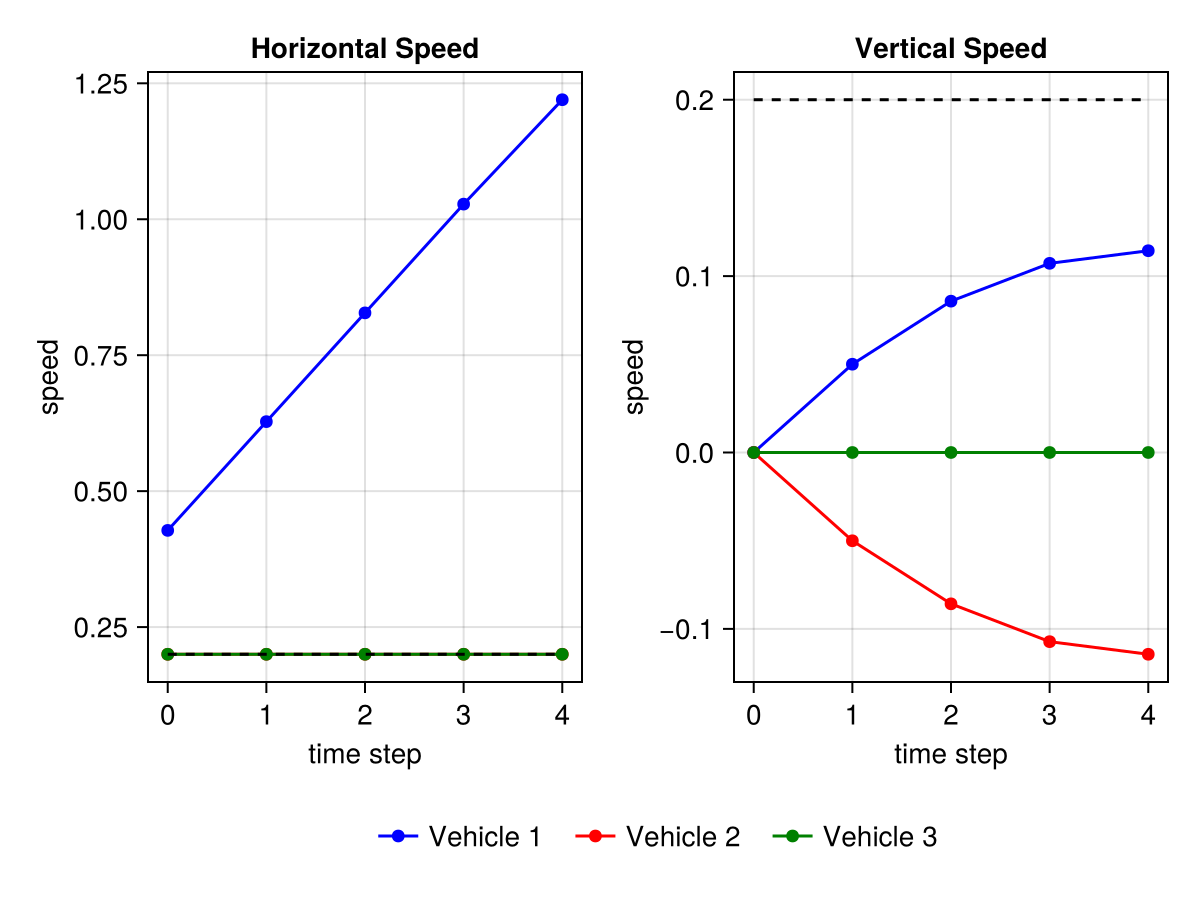 Horizontal Speed
1.25
1.00
0.75
0.50
0.25
speed
0 1 2 3 4
time step
Vertical Speed
0.2
0.1
0.0
−0.1
speed
0 1 2 3 4
time step
Vehicle 1 Vehicle 2 Vehicle 3